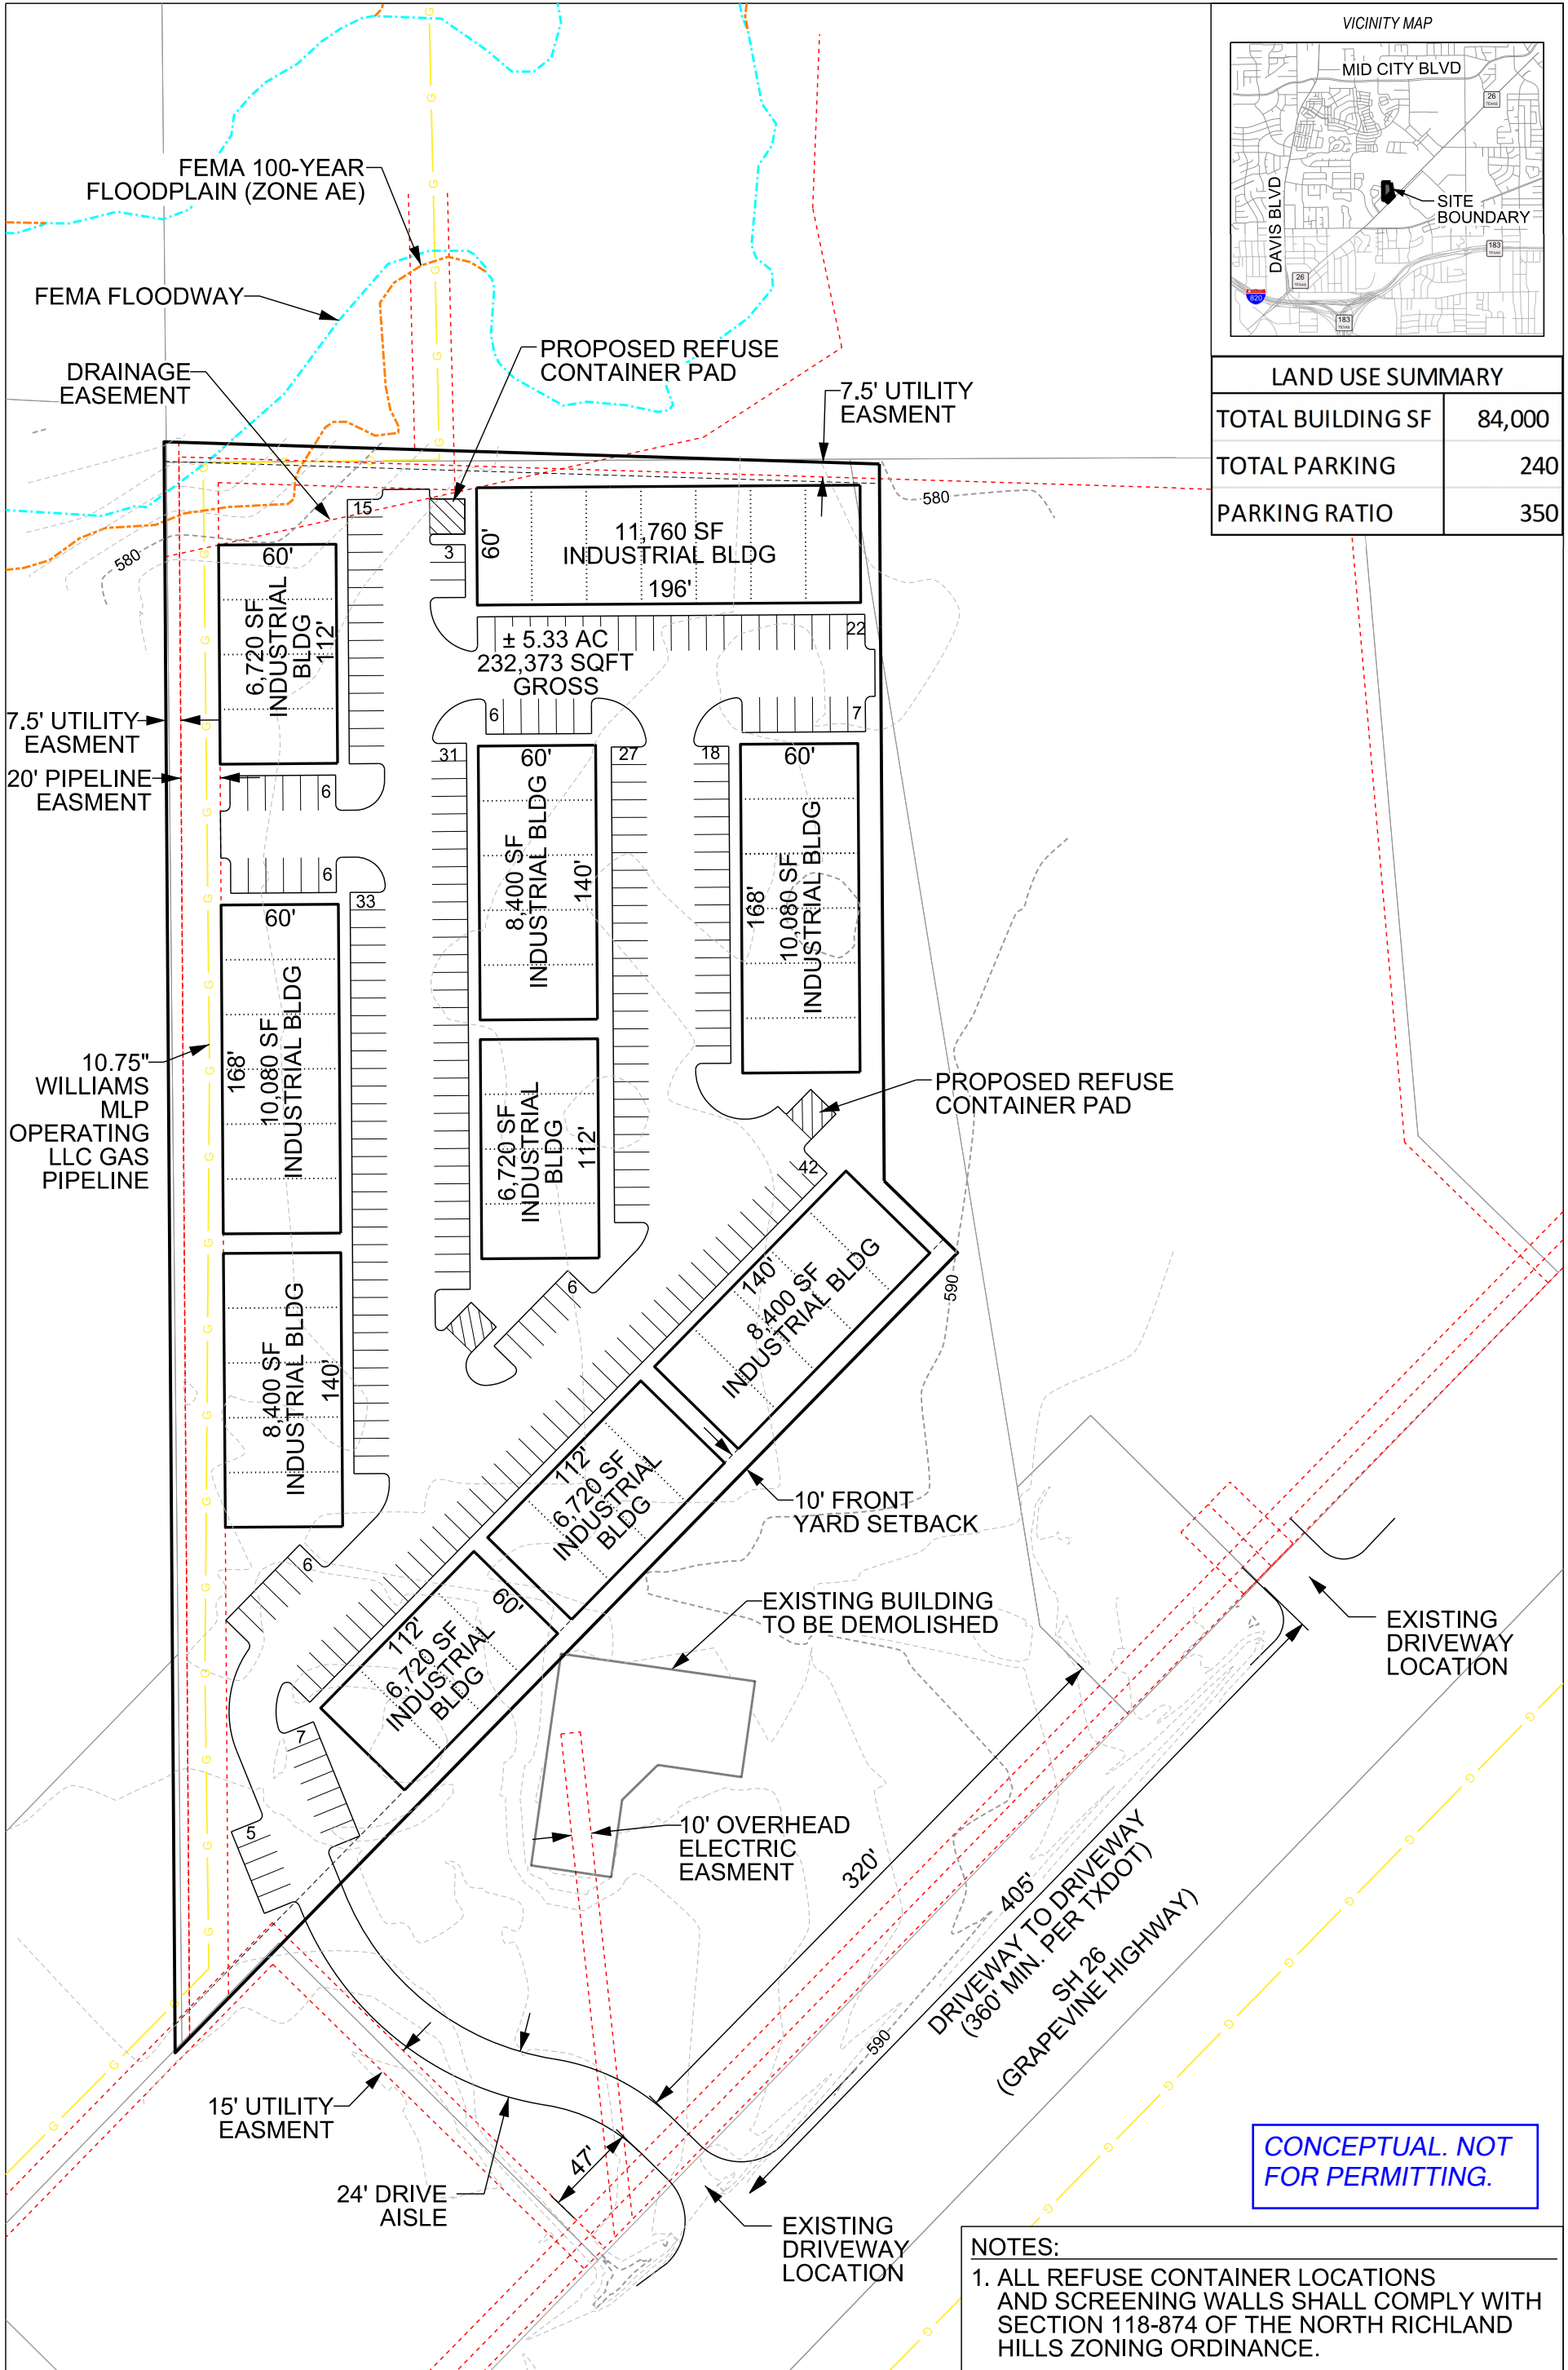 VICINITY MAP
MID CITY BLVD
26
TEXAS
DAVIS BLVD
SITE
BOUNDARY
183
TEXAS
26
TEXAS
820
183
TEXAS
LAND USE SUMMARY
TOTAL BUILDING SF 84,000
TOTAL PARKING 240
PARKING RATIO 350
FEMA 100-YEAR
FLOODPLAIN (ZONE AE)
FEMA FLOODWAY
DRAINAGE
EASEMENT
PROPOSED REFUSE
CONTAINER PAD
7.5' UTILITY
EASMENT
580
580
15
3
60'
11,760 SF
INDUSTRIAL BLDG
196'
22
60'
6,720 SF
INDUSTRIAL
BLDG
112'
± 5.33 AC
232,373 SQFT
GROSS
7.5' UTILITY
EASMENT
20' PIPELINE
EASMENT
6
6
7
31
27
18
60'
8,400 SF
INDUSTRIAL BLDG
140'
60'
168'
10,080 SF
INDUSTRIAL BLDG
6
33
60'
168'
10,080 SF
INDUSTRIAL BLDG
10.75"
WILLIAMS
MLP
OPERATING
LLC GAS
PIPELINE
6,720 SF
INDUSTRIAL
BLDG
112'
PROPOSED REFUSE
CONTAINER PAD
42
8,400 SF
INDUSTRIAL BLDG
140'
6
140'
8,400 SF
INDUSTRIAL BLDG
590
112'
6,720 SF
INDUSTRIAL
BLDG
10' FRONT
YARD SETBACK
6
60'
112'
6,720 SF
INDUSTRIAL
BLDG
EXISTING BUILDING
TO BE DEMOLISHED
EXISTING
DRIVEWAY
LOCATION
7
5
10' OVERHEAD
ELECTRIC
EASMENT
320'
405'
DRIVEWAY TO DRIVEWAY
(360' MIN. PER TXDOT)
SH 26
(GRAPEVINE HIGHWAY)
590
15' UTILITY
EASMENT
24' DRIVE
AISLE
47'
EXISTING
DRIVEWAY
LOCATION
CONCEPTUAL. NOT
FOR PERMITTING.
NOTES:
1. ALL REFUSE CONTAINER LOCATIONS
AND SCREENING WALLS SHALL COMPLY WITH
SECTION 118-874 OF THE NORTH RICHLAND
HILLS ZONING ORDINANCE.